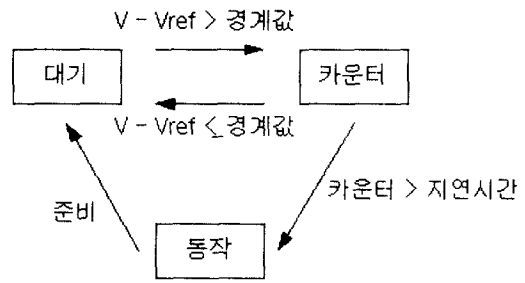 V - Vref > 경계값
대기
카운터
V - Vref ≤ 경계값
카운터 > 지연시간
준비
동작